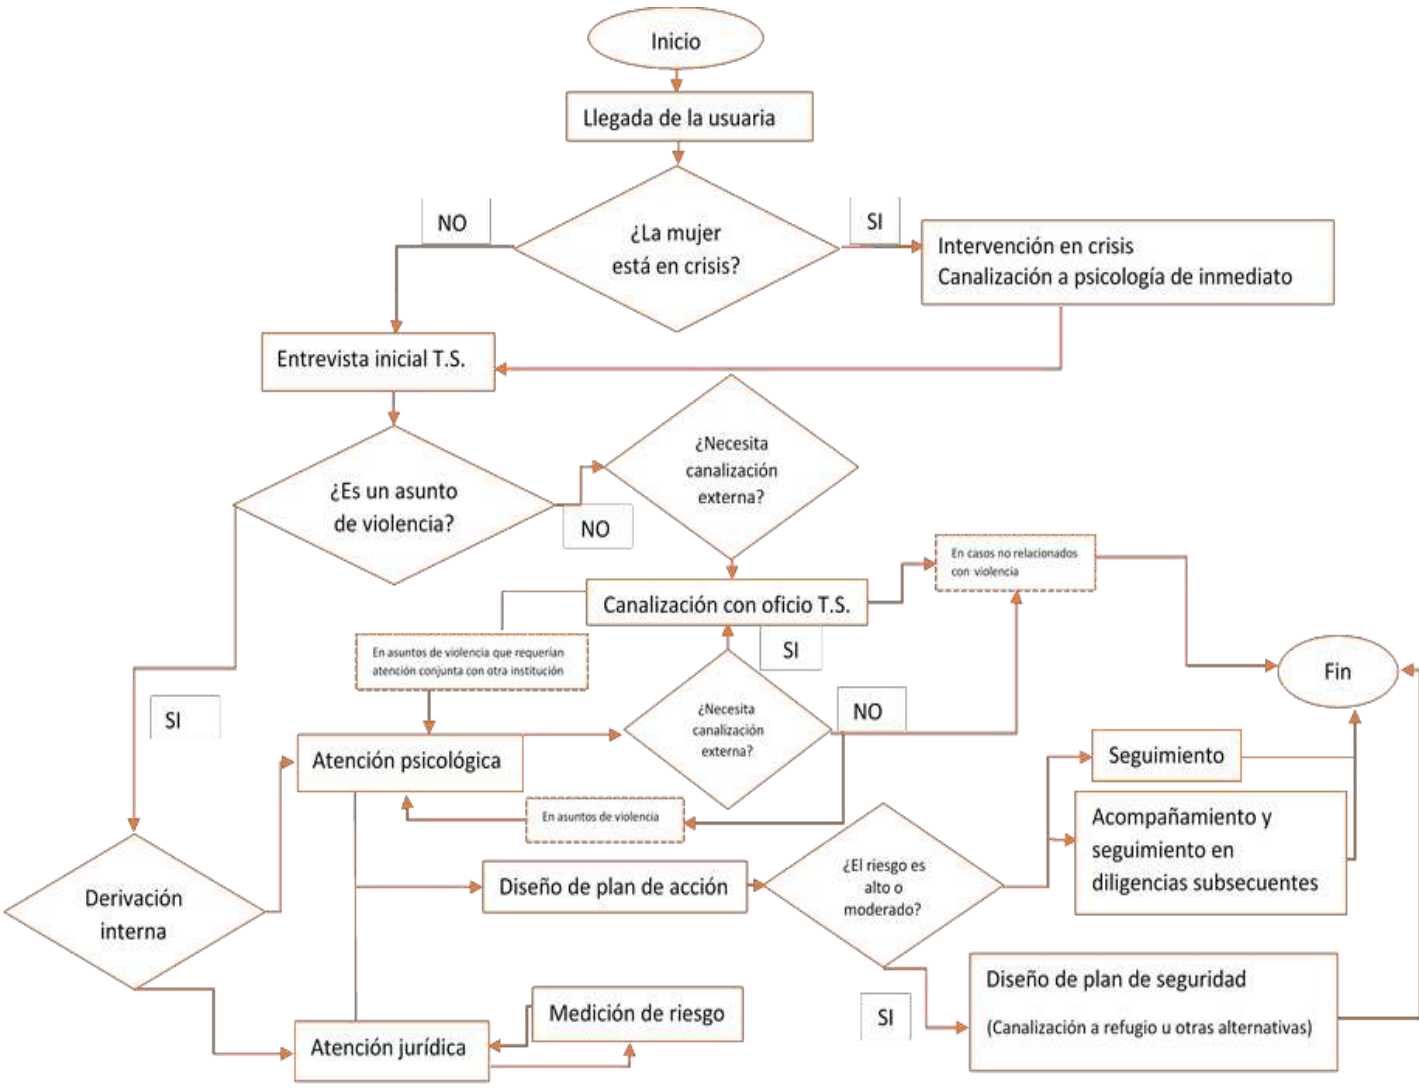 Inicio
Llegada de la usuaria
NO
¿La mujer
está en crisis?
SI
Intervención en crisis
Canalización a psicología de inmediato
Entrevista inicial T.S.
¿Es un asunto
de violencia?
NO
¿Necesita
canalización
externa?
Canalización con oficio T.S.
En casos no relacionados
con violencia
En asuntos de violencia que requerían
atención conjunta con otra institución
SI
SI
¿Necesita
canalización
externa?
NO
Fin
Atención psicológica
En asuntos de violencia
Seguimiento
Acompañamiento y
seguimiento en
diligencias subsecuentes
Derivación
interna
Diseño de plan de acción
¿El riesgo es
alto o
moderado?
SI
Diseño de plan de seguridad
(Canalización a refugio u otras alternativas)
Medición de riesgo
Atención jurídica